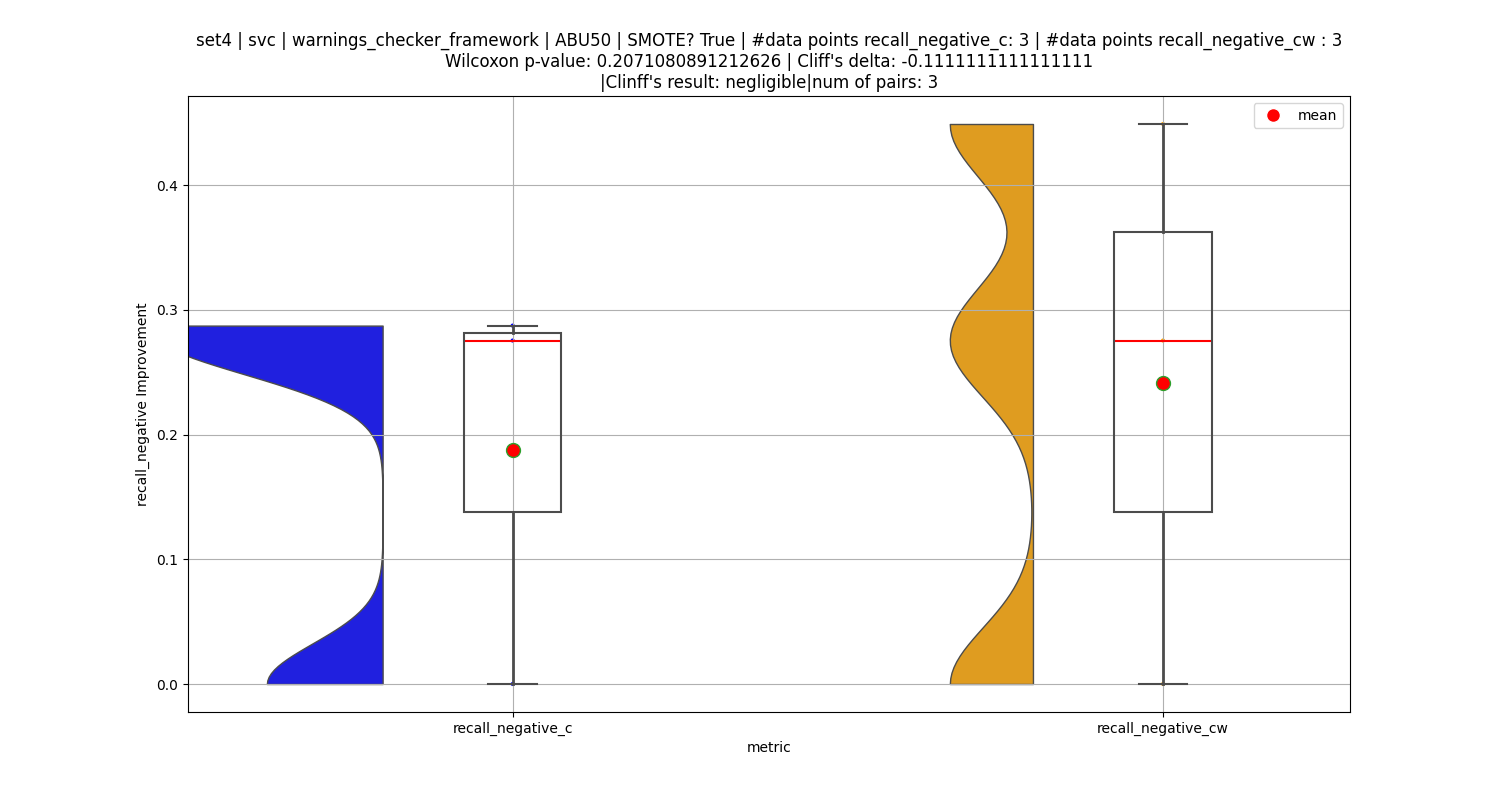 set4 | svc | warnings_checker_framework | ABU50 | SMOTE? True | #data points recall_negative_c: 3 | #data points recall_negative_cw : 3
Wilcoxon p-value: 0.2071080891212626 | Cliff's delta: -0.1111111111111111
|Clinff's result: negligible|num of pairs: 3
mean
0.4
0.3
0.2
0.1
0.0
recall_negative Improvement
recall_negative_c
recall_negative_cw
metric